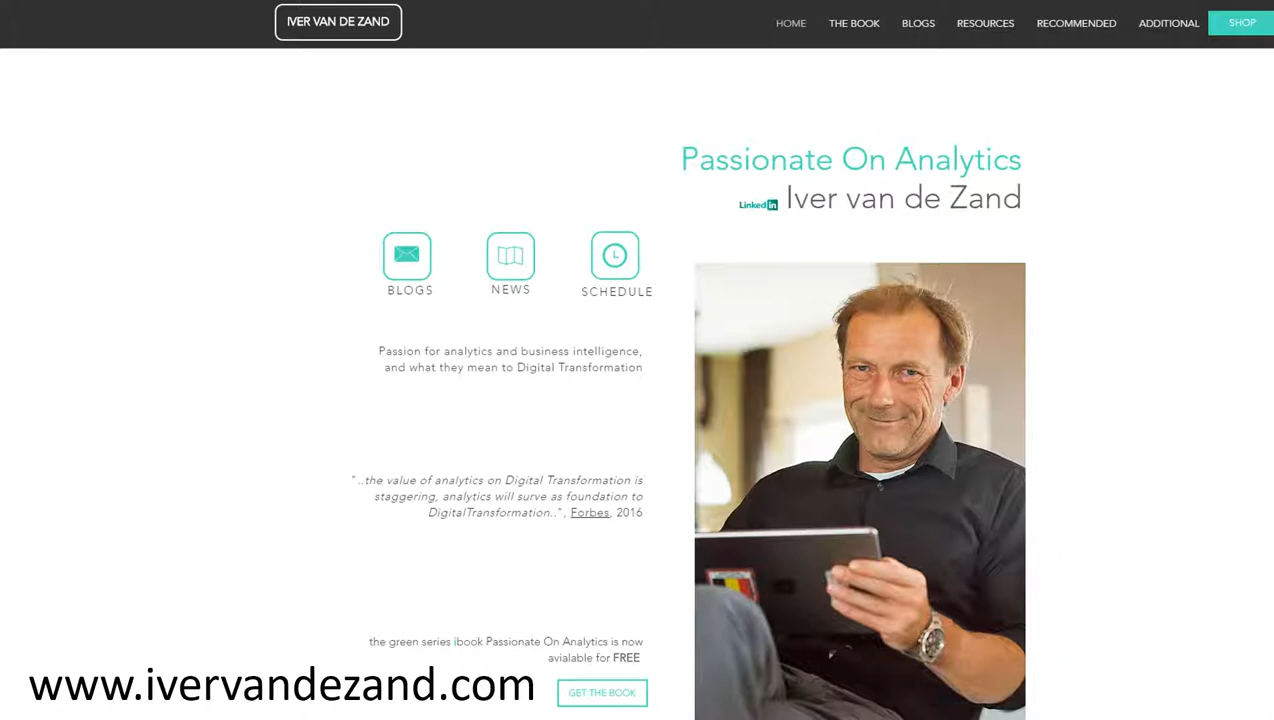 IVER VAN DE ZAND
HOME THE BOOK BLOGS RESOURCES RECOMMENDED ADDITIONAL SHOP
Passionate On Analytics
Linked in Iver van de Zand
BLOGS NEWS SCHEDULE
Passion for analytics and business intelligence,
and what they mean to Digital Transformation
"..the value of analytics on Digital Transformation is
staggering, analytics will surve as foundation to
DigitalTransformation..", Forbes, 2016
the green series ibook Passionate On Analytics is now
avialable for FREE
GET THE BOOK
www.ivervandezand.com